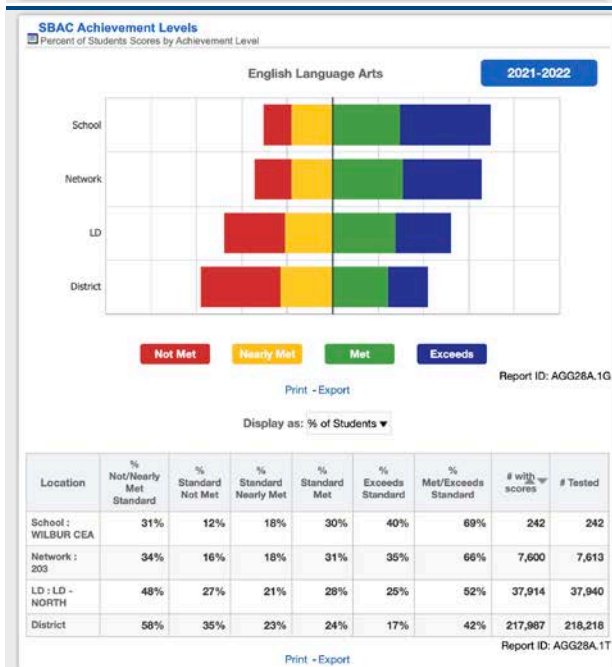 SBAC Achievement Levels
Percent of Students Scores by Achievement Level
English Language Arts
2021-2022
School
Network
LD
District
Not Met
Nearly Met
Met
Exceeds
Report ID: AGG28A.1G
Print - Export
Display as: % of Students ▼
Location
% Not/Nearly Met Standard
% Standard Not Met
% Standard Nearly Met
% Standard Met
% Exceeds Standard
% Met/Exceeds Standard
# with scores
# Tested
School : WILBUR CEA 31% 12% 18% 30% 40% 69% 242 242
Network : 203 34% 16% 18% 31% 35% 66% 7,600 7,613
LD : LD - NORTH 48% 27% 21% 28% 25% 52% 37,914 37,940
District 58% 35% 23% 24% 17% 42% 217,987 218,218
Report ID: AGG28A.1T
Print - Export